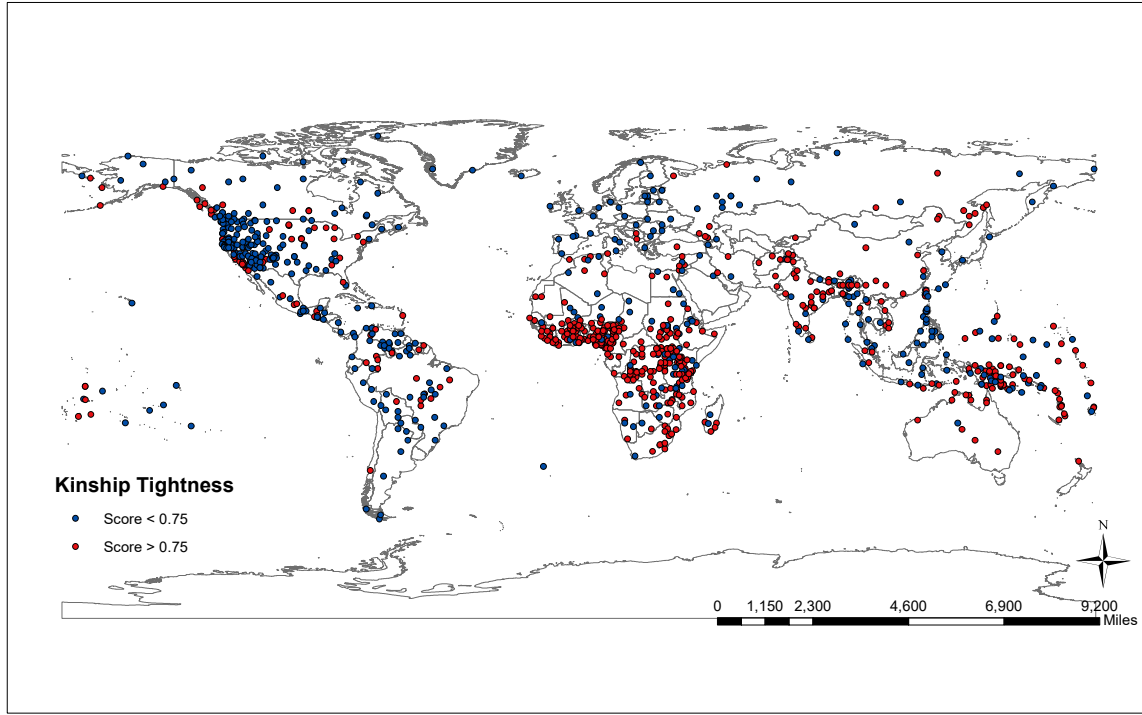 Kinship Tightness
Score < 0.75
Score > 0.75
N
0 1,150 2,300 4,600 6,900 9,200
Miles